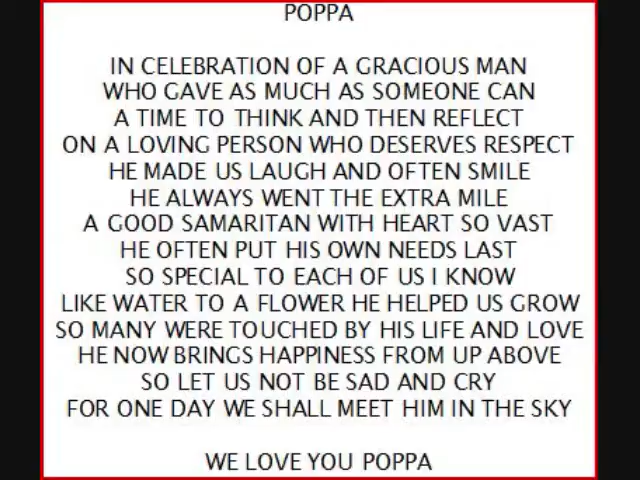 POPPA
IN CELEBRATION OF A GRACIOUS MAN
WHO GAVE AS MUCH AS SOMEONE CAN
A TIME TO THINK AND THEN REFLECT
ON A LOVING PERSON WHO DESERVES RESPECT
HE MADE US LAUGH AND OFTEN SMILE
HE ALWAYS WENT THE EXTRA MILE
A GOOD SAMARITAN WITH HEART SO VAST
HE OFTEN PUT HIS OWN NEEDS LAST
SO SPECIAL TO EACH OF US I KNOW
LIKE WATER TO A FLOWER HE HELPED US GROW
SO MANY WERE TOUCHED BY HIS LIFE AND LOVE
HE NOW BRINGS HAPPINESS FROM UP ABOVE
SO LET US NOT BE SAD AND CRY
FOR ONE DAY WE SHALL MEET HIM IN THE SKY
WE LOVE YOU POPPA